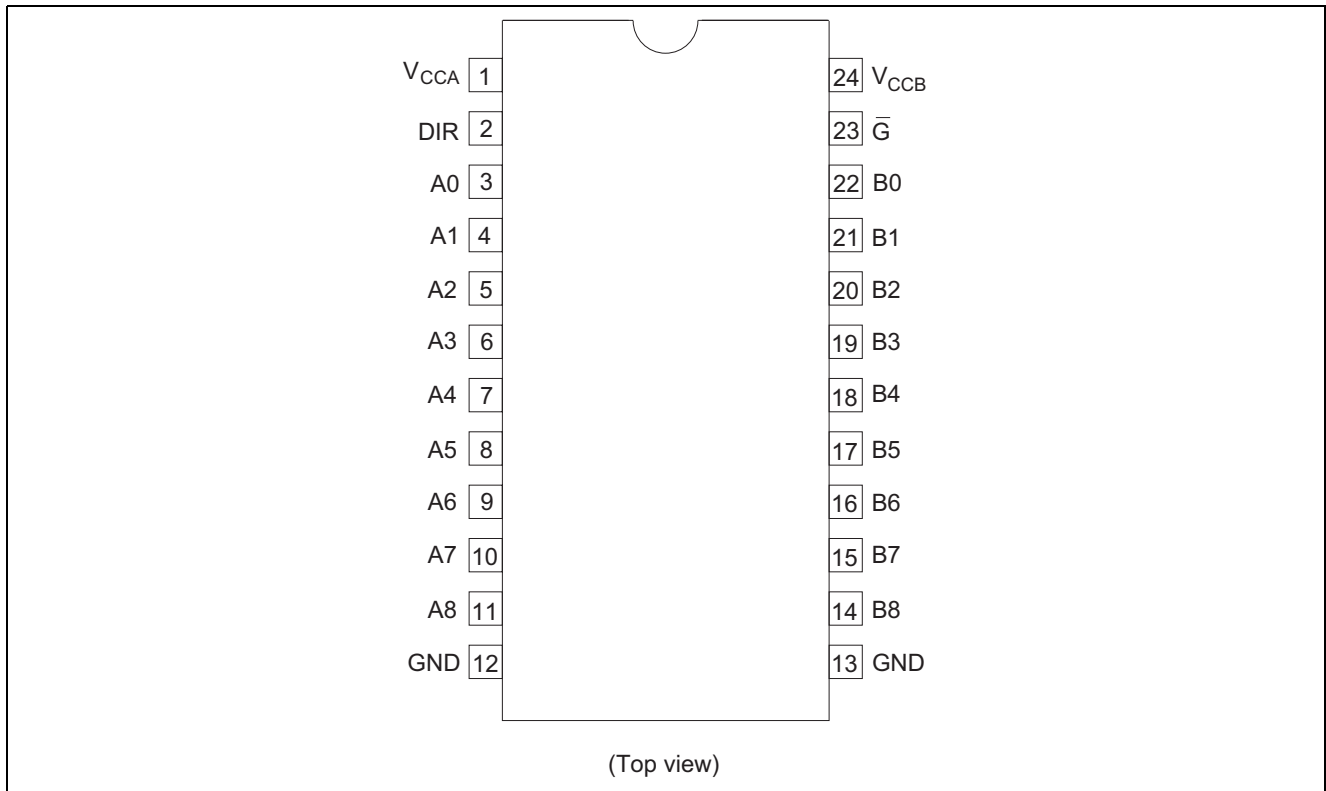 VCCA 1 24 VCCB
DIR 2 23 G̅
A0 3 22 B0
A1 4 21 B1
A2 5 20 B2
A3 6 19 B3
A4 7 18 B4
A5 8 17 B5
A6 9 16 B6
A7 10 15 B7
A8 11 14 B8
GND 12 13 GND
(Top view)